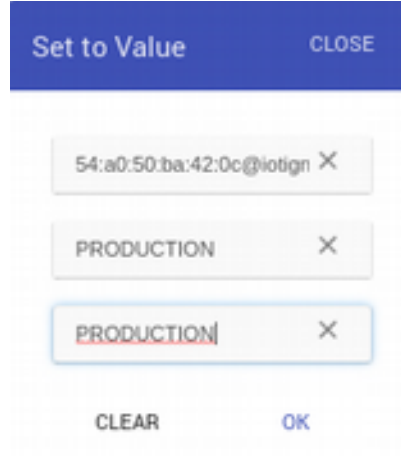 Set to Value CLOSE
54:a0:50:ba:42:0c@iotign
PRODUCTION
PRODUCTION
CLEAR OK